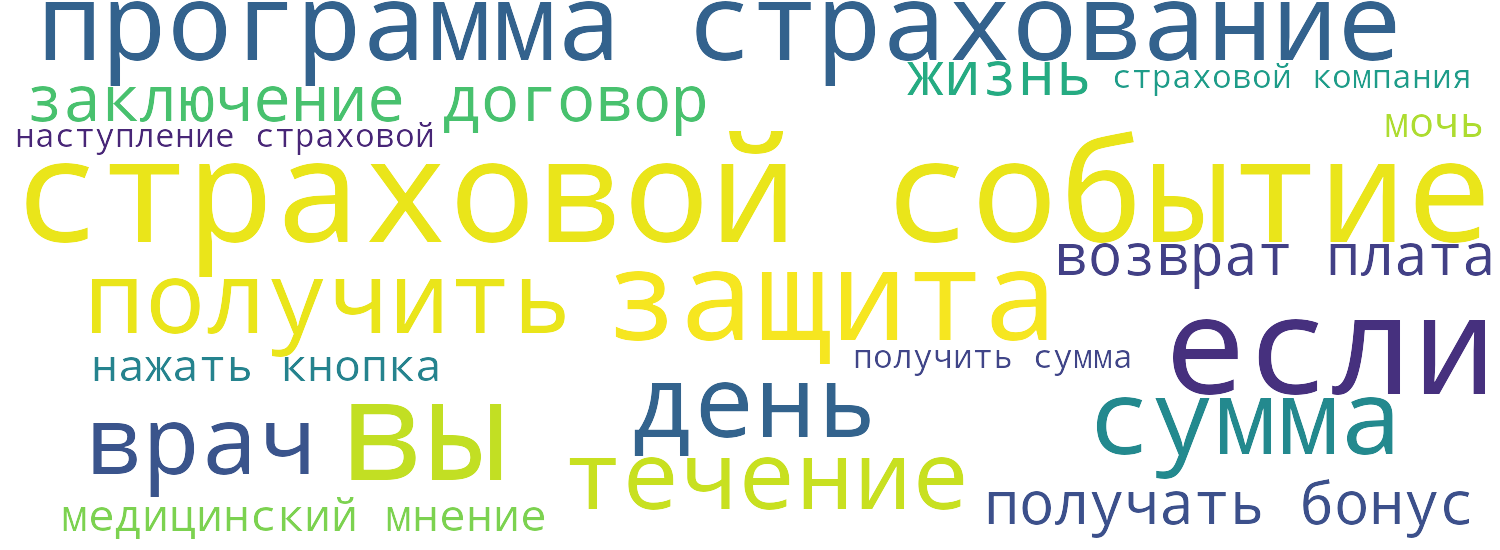 программа страхование
жизнь страховой компания
заключение договор
мочь
наступление страховой
страховой событие
возврат плата
получить защита
если
нажать кнопка
получить сумма
день
сумма
врач вы
течение
получать бонус
медицинский мнение